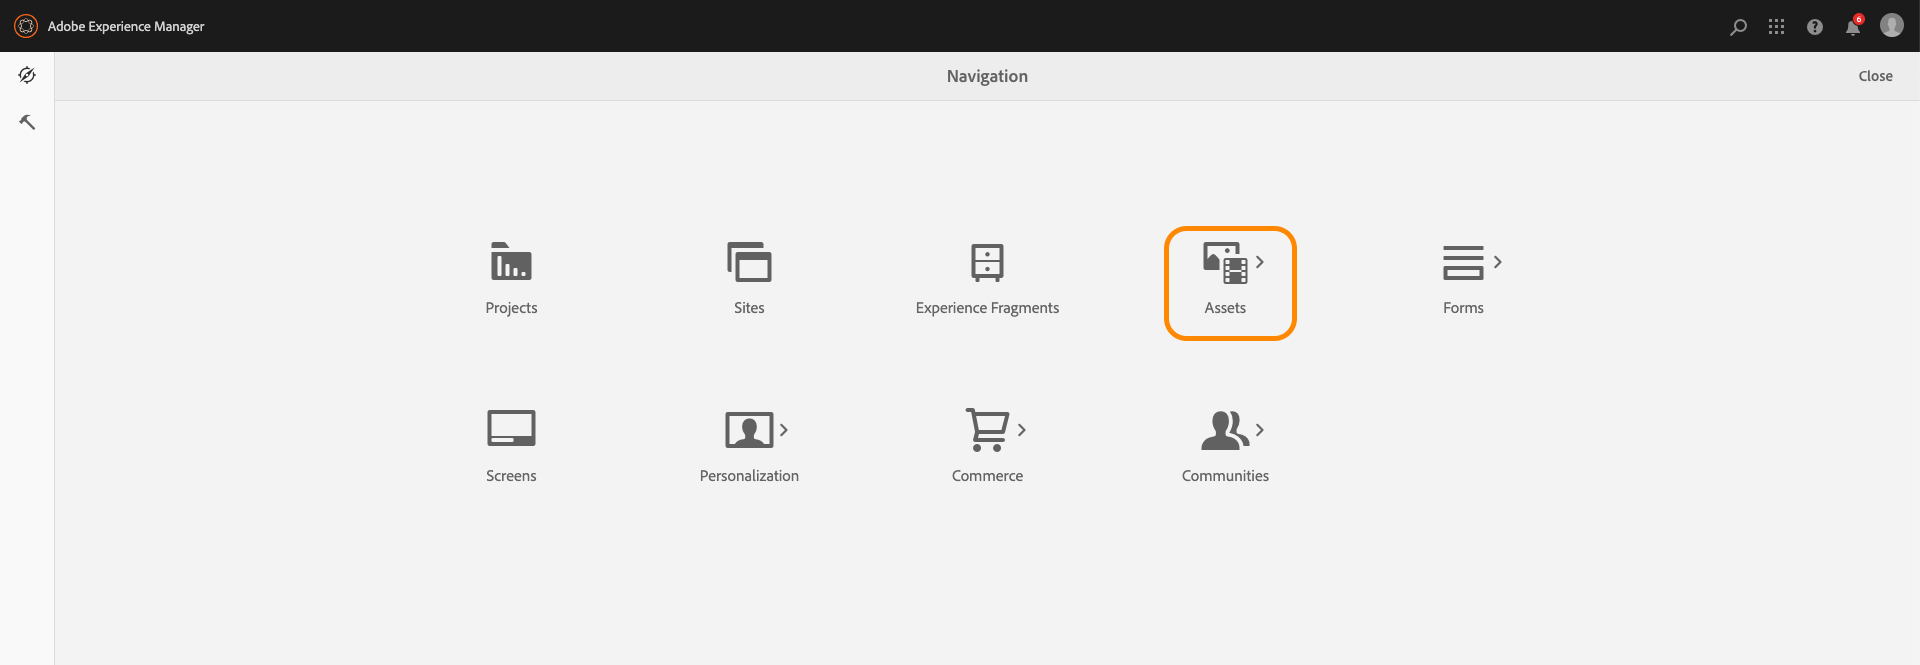 Adobe Experience Manager
6
Navigation
Close
Projects
Sites
Experience Fragments
Assets
Forms
Screens
Personalization
Commerce
Communities